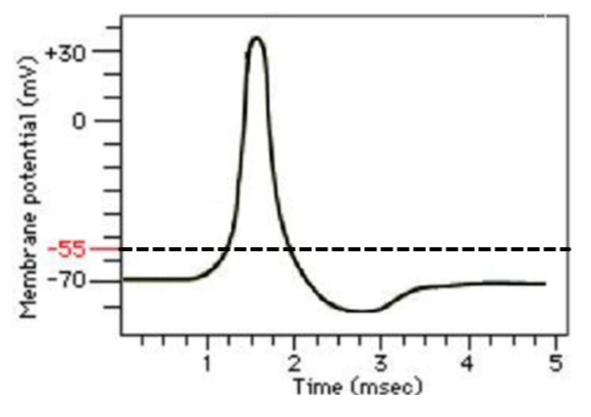 Membrane potential (mV)
+30
0
-55
-70
1 2 3 4 5
Time (msec)